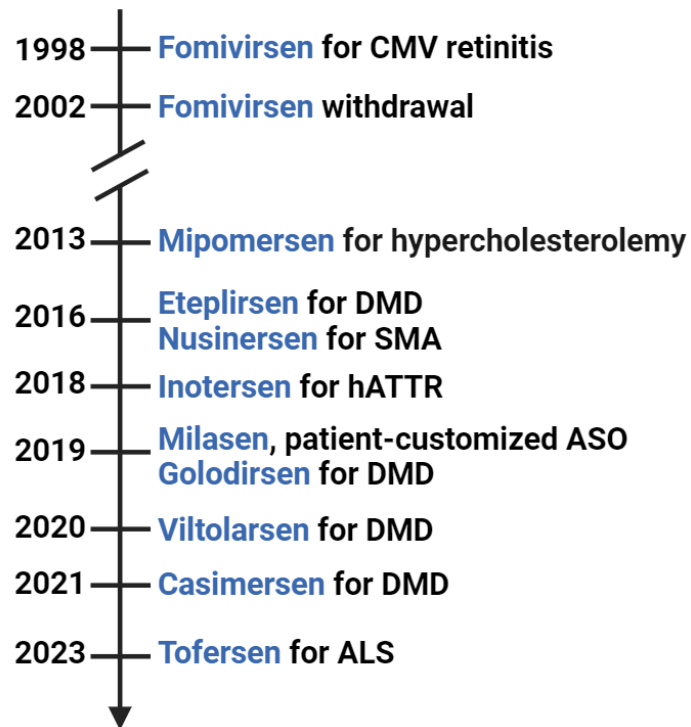 1998 Fomivirsen for CMV retinitis
2002 Fomivirsen withdrawal
2013 Mipomersen for hypercholesterolemy
2016 Eteplirsen for DMD
Nusinersen for SMA
2018 Inotersen for hATTR
2019 Milasen, patient-customized ASO
Golodirsen for DMD
2020 Viltolarsen for DMD
2021 Casimersen for DMD
2023 Tofersen for ALS